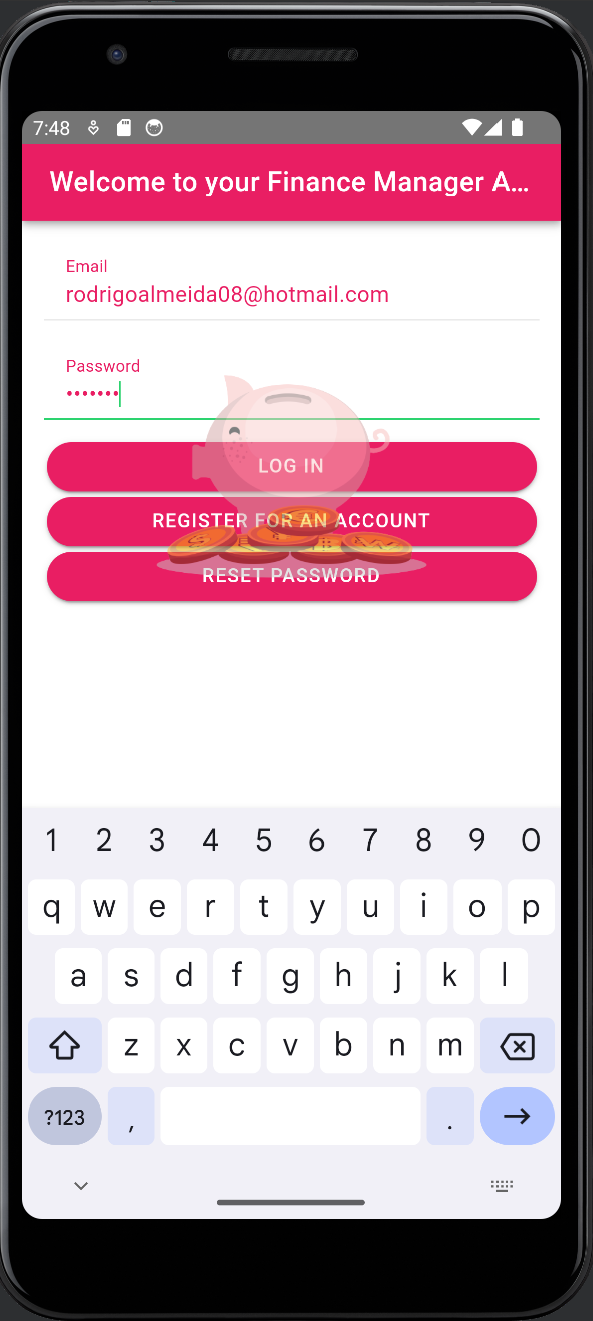 7:48
Welcome to your Finance Manager A...
Email
rodrigoalmeida08@hotmail.com
Password
•••••••
LOG IN
REGISTER FOR AN ACCOUNT
RESET PASSWORD
1 2 3 4 5 6 7 8 9 0
q w e r t y u i o p
a s d f g h j k l
z x c v b n m
?123 , .